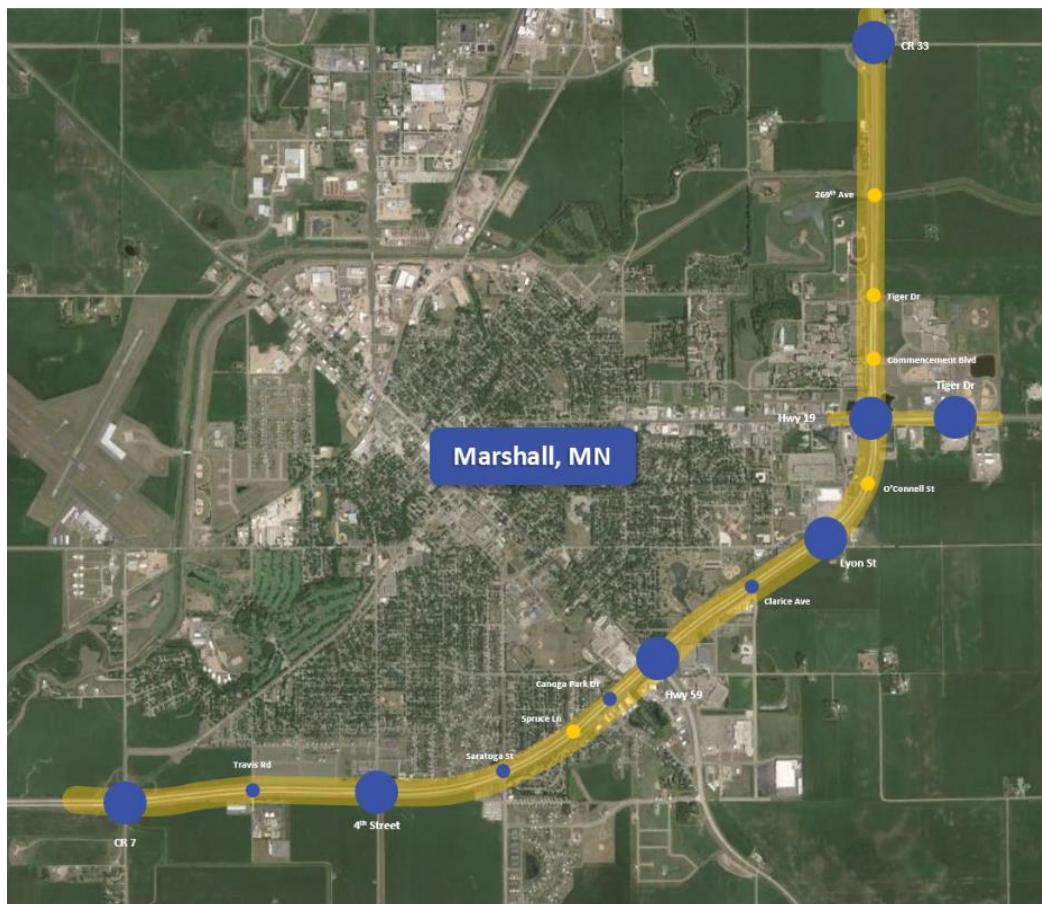 CR 33
269th Ave
Tiger Dr
Commencement Blvd
Tiger Dr
Hwy 19
Marshall, MN
O'Connell St
Lyon St
Clarice Ave
Canoga Park Dr
Hwy 59
Spruce Ln
Saratoga St
Travis Rd
4th Street
CR 7